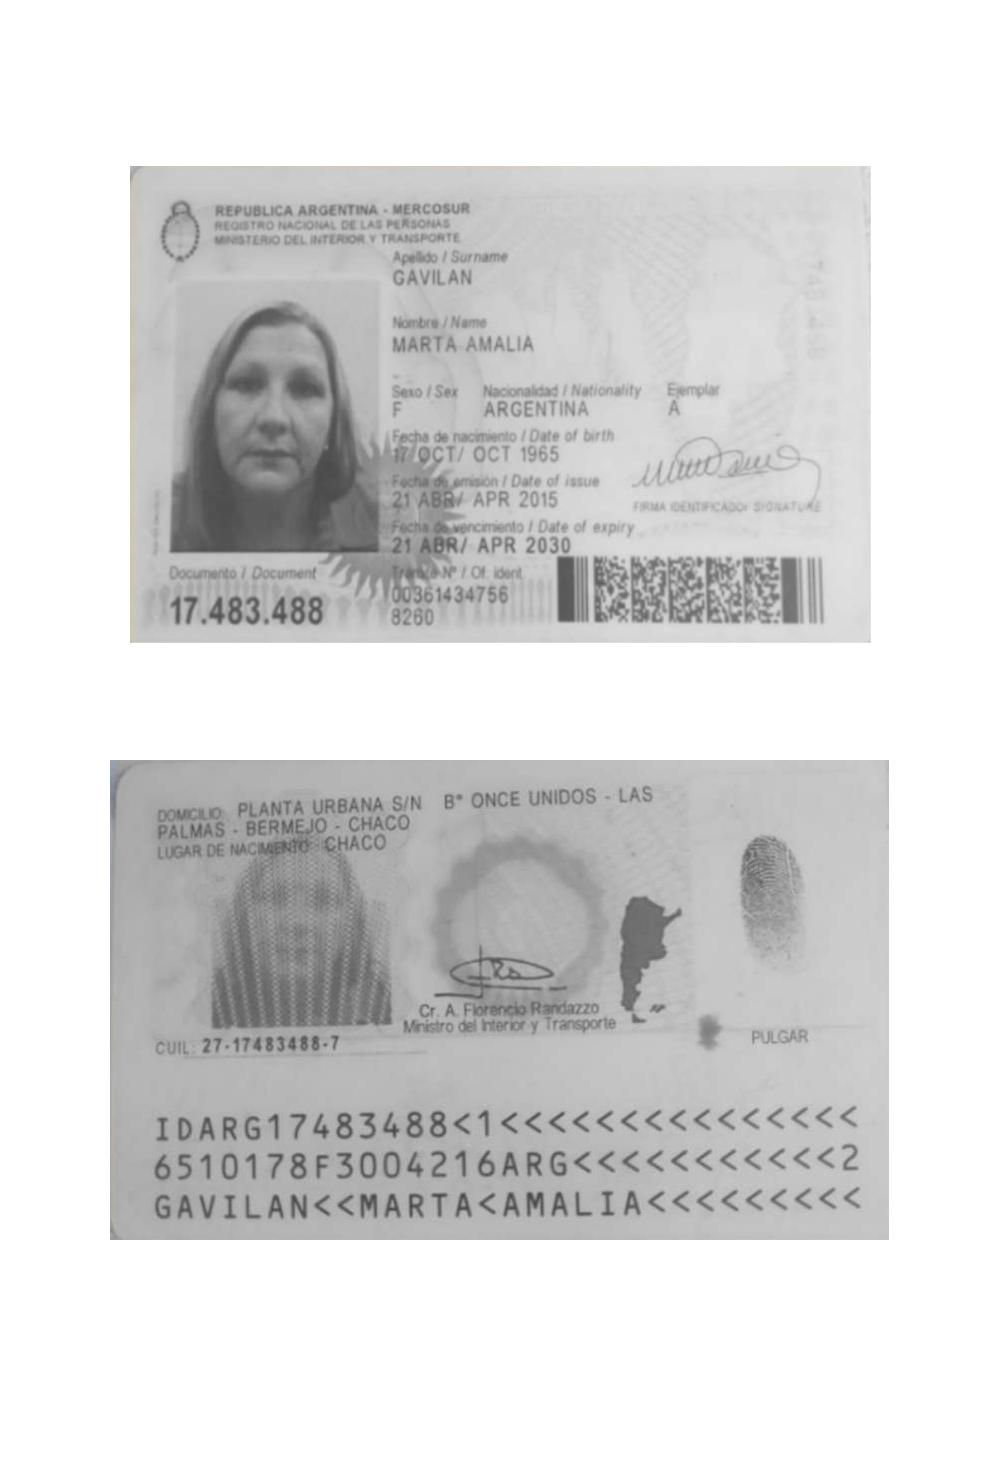 REPUBLICA ARGENTINA - MERCOSUR
REGISTRO NACIONAL DE LAS PERSONAS
MINISTERIO DEL INTERIOR Y TRANSPORTE
Apellido / Surname
GAVILAN
Nombre / Name
MARTA AMALIA
Sexo / Sex Nacionalidad / Nationality Ejemplar
F ARGENTINA A
Fecha de nacimiento / Date of birth
17 OCT/ OCT 1965
Fecha de emisión / Date of issue
21 ABR/ APR 2015
FIRMA IDENTIFICADO/ SIGNATURE
Fecha de vencimiento / Date of expiry
21 ABR/ APR 2030
Documento / Document
17.483.488
Trámite Nº / Of. ident.
00361434756
8260
DOMICILIO: PLANTA URBANA S/N B° ONCE UNIDOS - LAS
PALMAS - BERMEJO - CHACO
LUGAR DE NACIMIENTO: CHACO
Cr. A. Florencio Randazzo
Ministro del Interior y Transporte
PULGAR
CUIL: 27-17483488-7
IDARG17483488<1<<<<<<<<<<<<<<<
6510178F3004216ARG<<<<<<<<<<<2
GAVILAN<<MARTA<AMALIA<<<<<<<<<